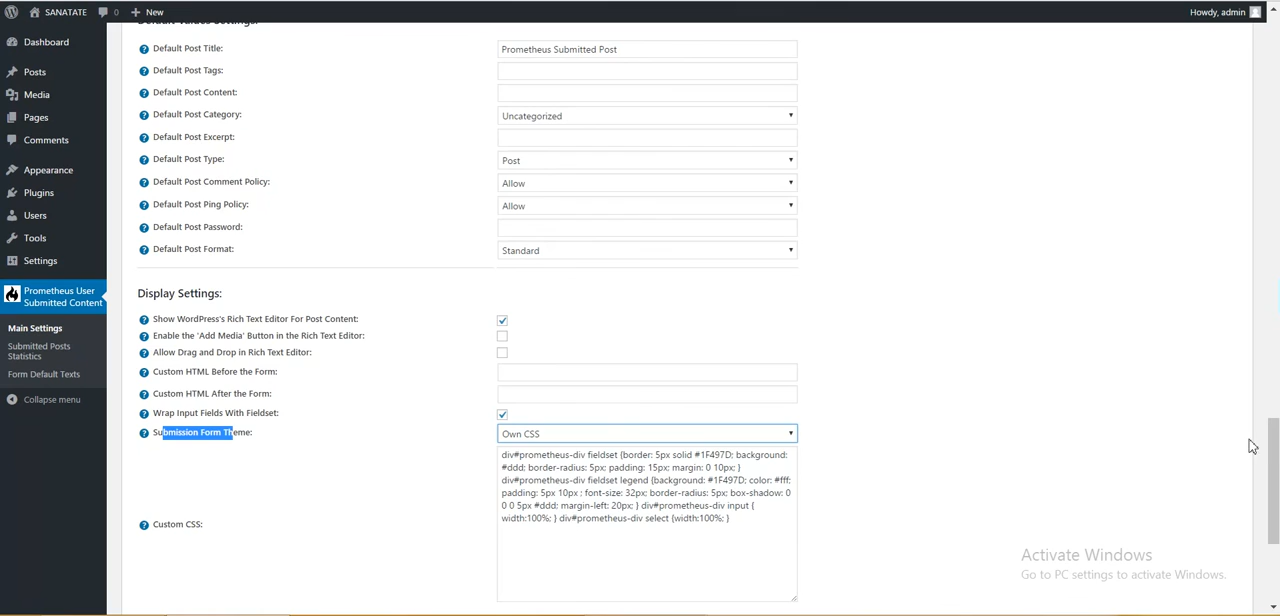 SANATATE
0
New
Howdy, admin
Dashboard
Posts
Media
Pages
Comments
Appearance
Plugins
Users
Tools
Settings
Prometheus User
Submitted Content
Main Settings
Submitted Posts
Statistics
Form Default Texts
Collapse menu
Default Values Settings:
Default Post Title:
Prometheus Submitted Post
Default Post Tags:
Default Post Content:
Default Post Category:
Uncategorized
Default Post Excerpt:
Default Post Type:
Post
Default Post Comment Policy:
Allow
Default Post Ping Policy:
Allow
Default Post Password:
Default Post Format:
Standard
Display Settings:
Show WordPress's Rich Text Editor For Post Content:
Enable the 'Add Media' Button in the Rich Text Editor:
Allow Drag and Drop in Rich Text Editor:
Custom HTML Before the Form:
Custom HTML After the Form:
Wrap Input Fields With Fieldset:
Submission Form Theme:
Own CSS
div#prometheus-div fieldset {border: 5px solid #1F497D; background:
#ddd; border-radius: 5px; padding: 15px; margin: 0 10px; }
div#prometheus-div fieldset legend {background: #1F497D; color: #fff;
padding: 5px 10px ; font-size: 32px; border-radius: 5px; box-shadow: 0
0 0 5px #ddd; margin-left: 20px; } div#prometheus-div input {
width:100%; } div#prometheus-div select {width:100%; }
Custom CSS:
Activate Windows
Go to PC settings to activate Windows.